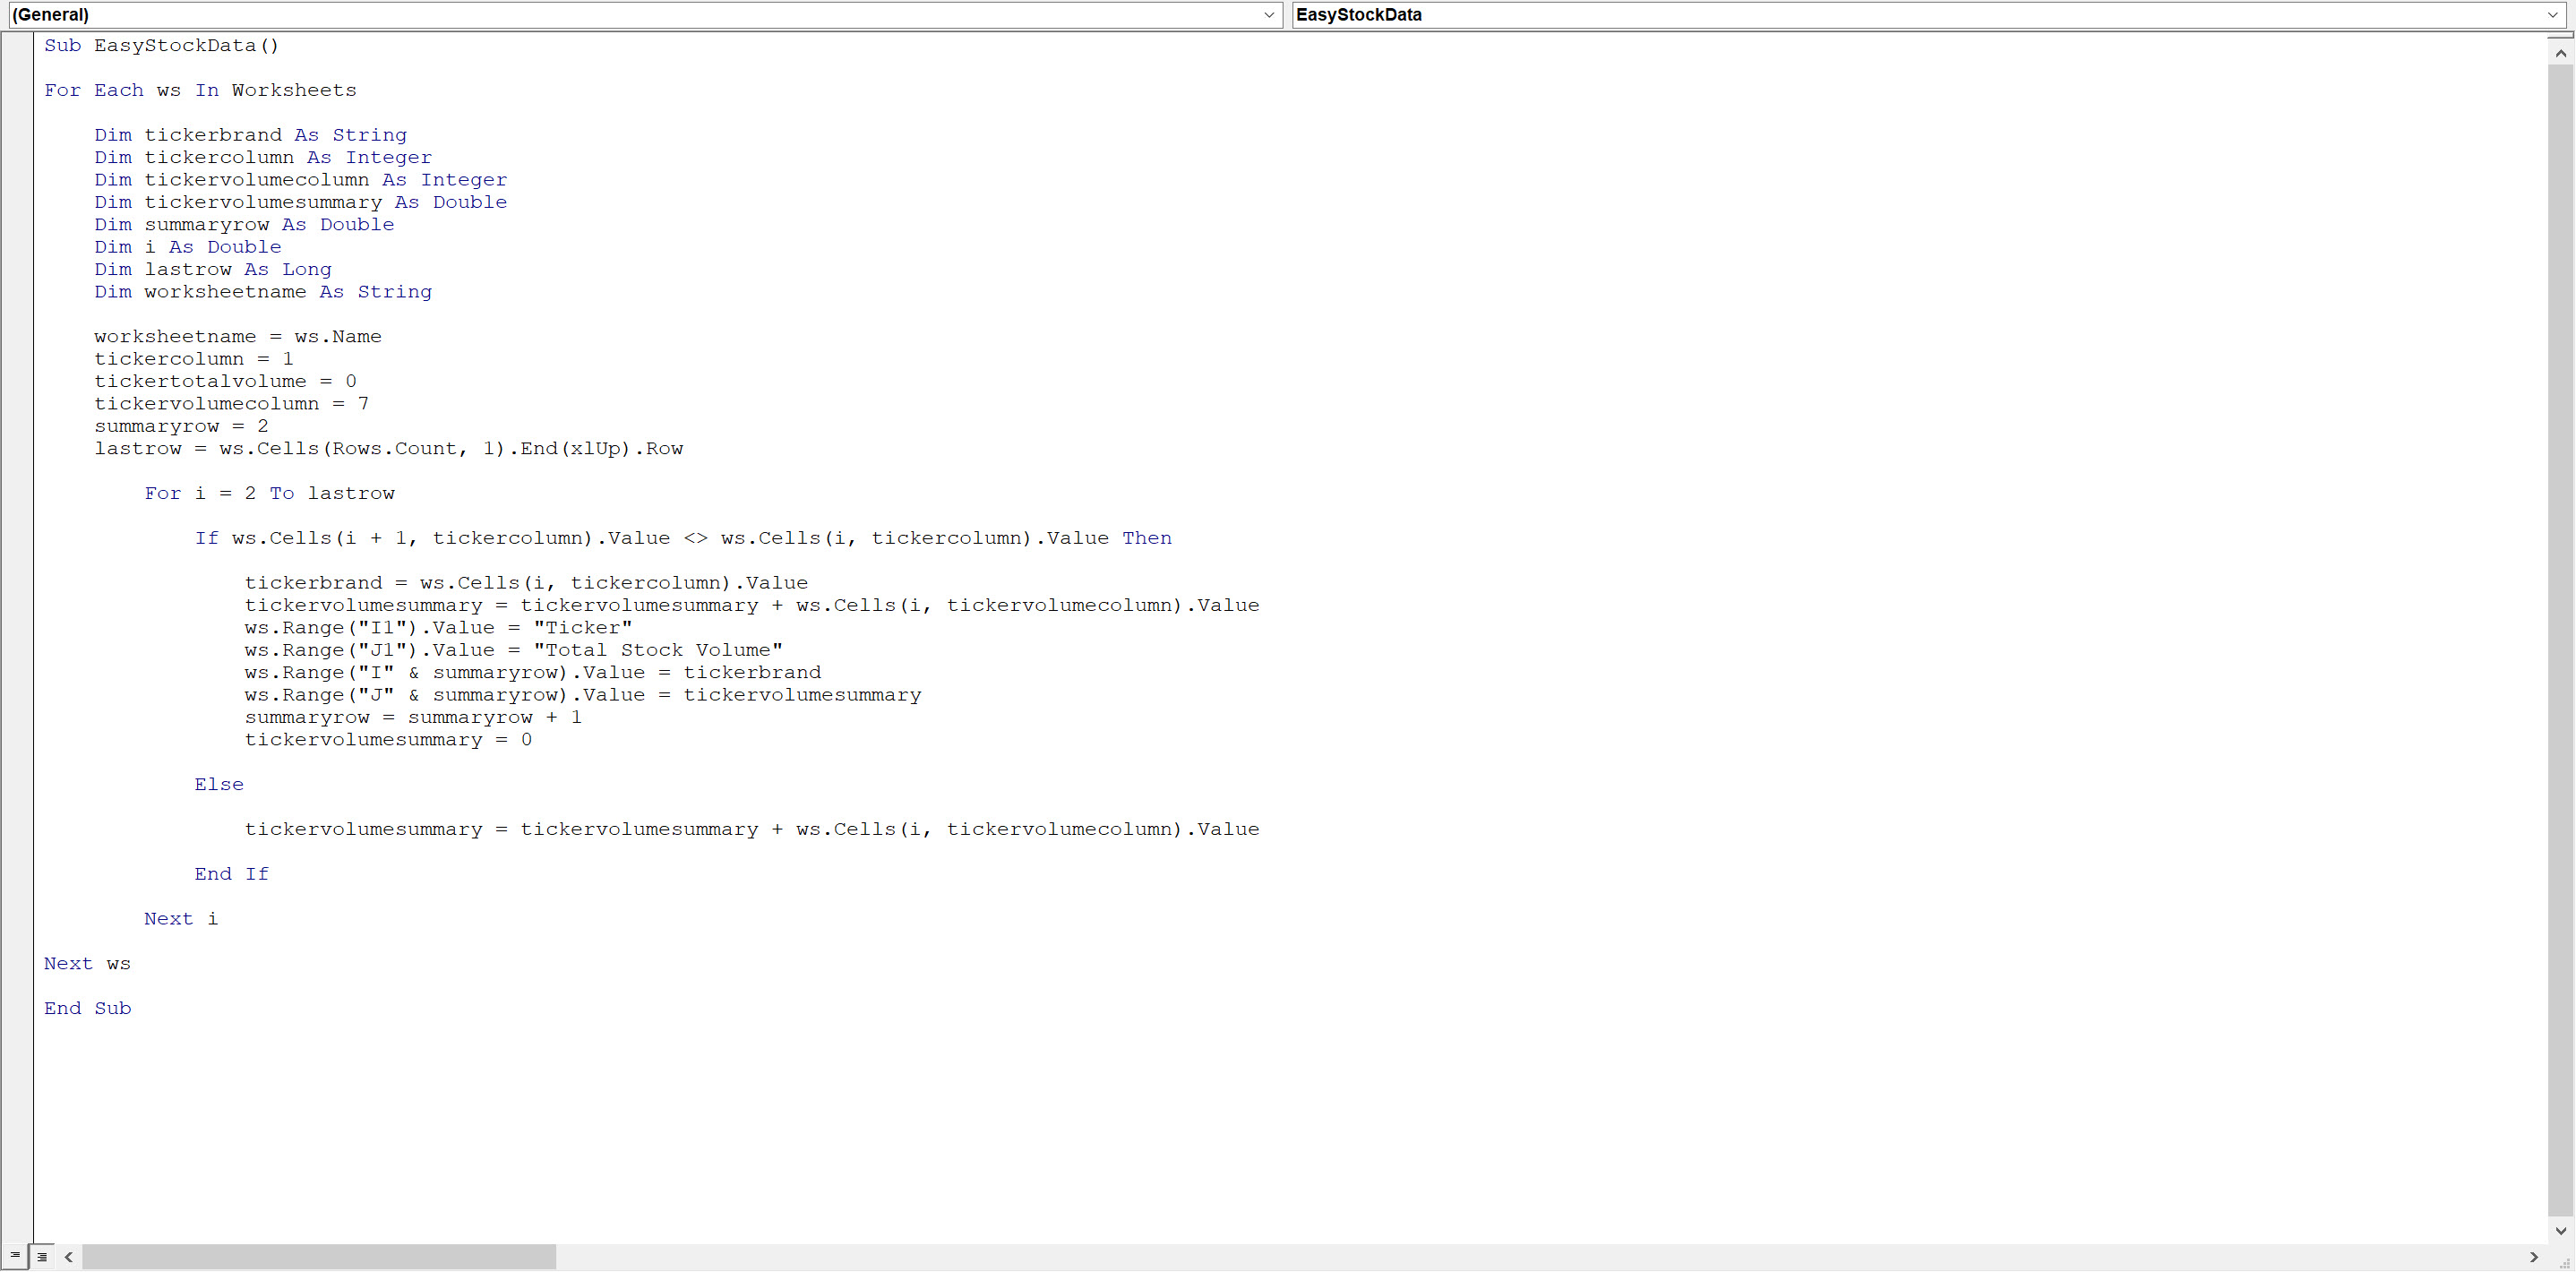 (General)
EasyStockData
Sub EasyStockData()
For Each ws In Worksheets
Dim tickerbrand As String
Dim tickercolumn As Integer
Dim tickervolumecolumn As Integer
Dim tickervolumesummary As Double
Dim summaryrow As Double
Dim i As Double
Dim lastrow As Long
Dim worksheetname As String
worksheetname = ws.Name
tickercolumn = 1
tickertotalvolume = 0
tickervolumecolumn = 7
summaryrow = 2
lastrow = ws.Cells(Rows.Count, 1).End(xlUp).Row
For i = 2 To lastrow
If ws.Cells(i + 1, tickercolumn).Value <> ws.Cells(i, tickercolumn).Value Then
tickerbrand = ws.Cells(i, tickercolumn).Value
tickervolumesummary = tickervolumesummary + ws.Cells(i, tickervolumecolumn).Value
ws.Range("I1").Value = "Ticker"
ws.Range("J1").Value = "Total Stock Volume"
ws.Range("I" & summaryrow).Value = tickerbrand
ws.Range("J" & summaryrow).Value = tickervolumesummary
summaryrow = summaryrow + 1
tickervolumesummary = 0
Else
tickervolumesummary = tickervolumesummary + ws.Cells(i, tickervolumecolumn).Value
End If
Next i
Next ws
End Sub